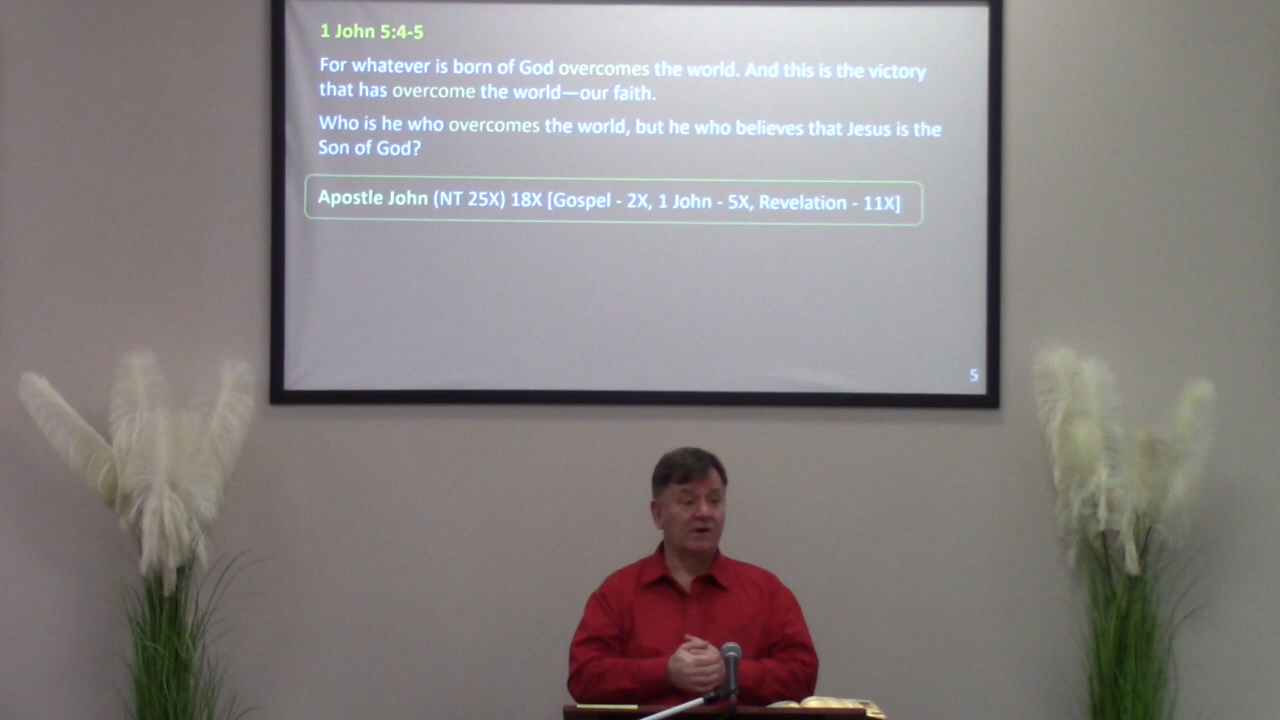 1 John 5:4-5
For whatever is born of God overcomes the world. And this is the victory
that has overcome the world—our faith.
Who is he who overcomes the world, but he who believes that Jesus is the
Son of God?
Apostle John (NT 25X) 18X [Gospel - 2X, 1 John - 5X, Revelation - 11X]
5